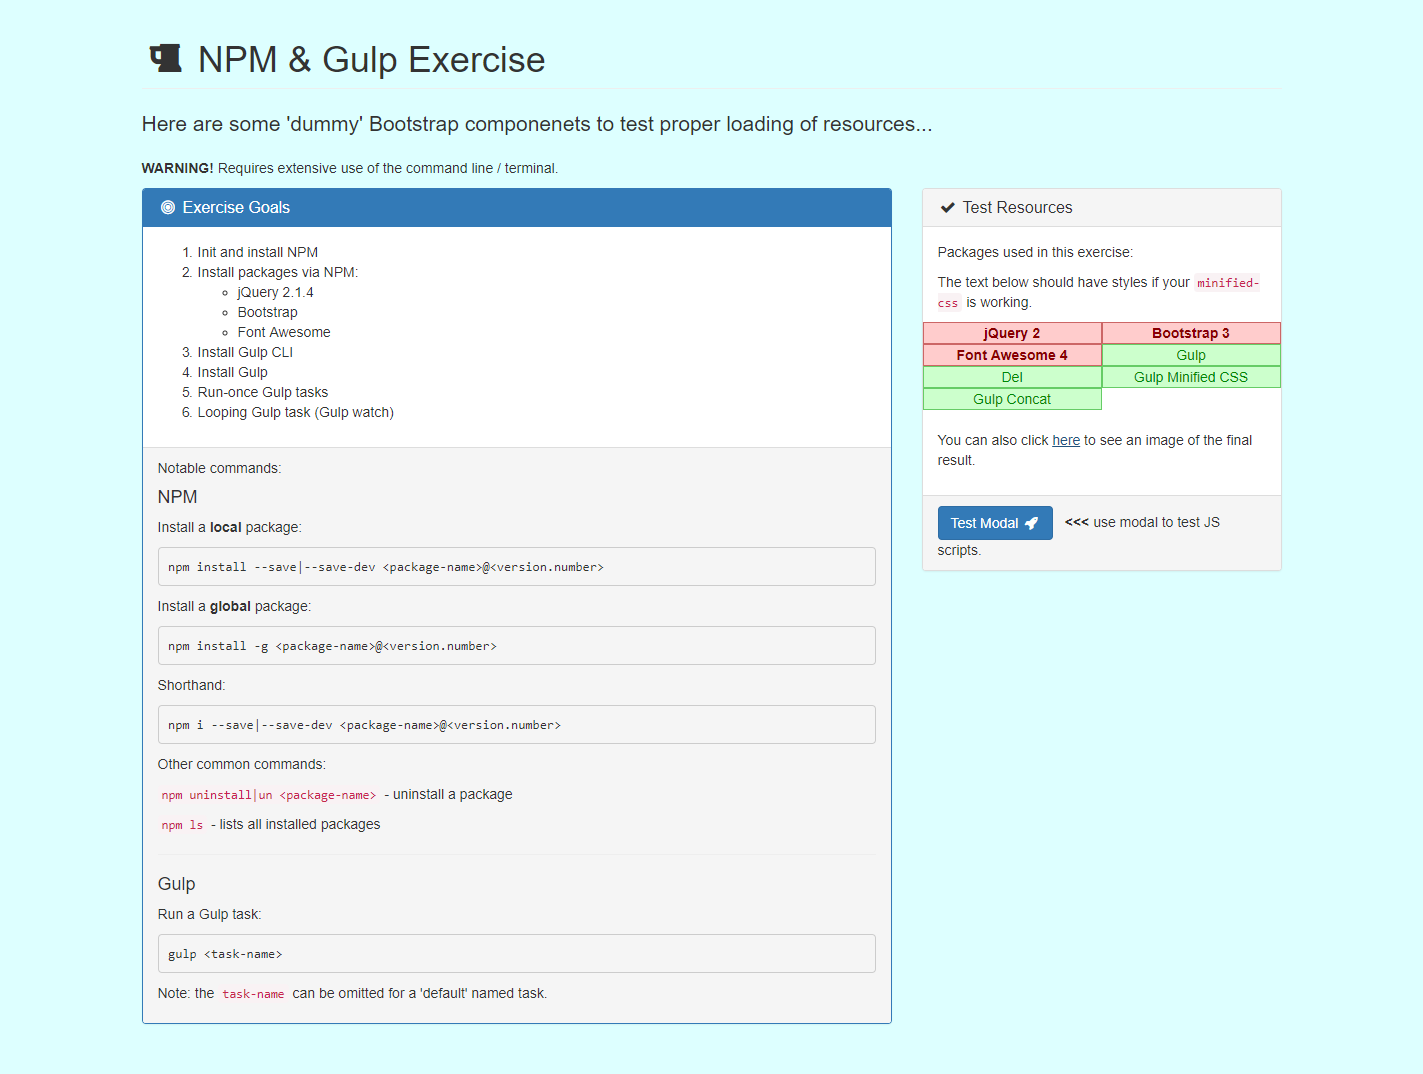 NPM & Gulp Exercise
Here are some 'dummy' Bootstrap componenets to test proper loading of resources...
WARNING! Requires extensive use of the command line / terminal.
Exercise Goals
1. Init and install NPM
2. Install packages via NPM:
jQuery 2.1.4
Bootstrap
Font Awesome
3. Install Gulp CLI
4. Install Gulp
5. Run-once Gulp tasks
6. Looping Gulp task (Gulp watch)
Notable commands:
NPM
Install a local package:
npm install --save|--save-dev <package-name>@<version.number>
Install a global package:
npm install -g <package-name>@<version.number>
Shorthand:
npm i --save|--save-dev <package-name>@<version.number>
Other common commands:
npm uninstall|un <package-name> - uninstall a package
npm ls - lists all installed packages
Gulp
Run a Gulp task:
gulp <task-name>
Note: the task-name can be omitted for a 'default' named task.
Test Resources
Packages used in this exercise:
The text below should have styles if your minified-
css is working.
jQuery 2 Bootstrap 3
Font Awesome 4 Gulp
Del Gulp Minified CSS
Gulp Concat
You can also click here to see an image of the final
result.
Test Modal <<< use modal to test JS
scripts.